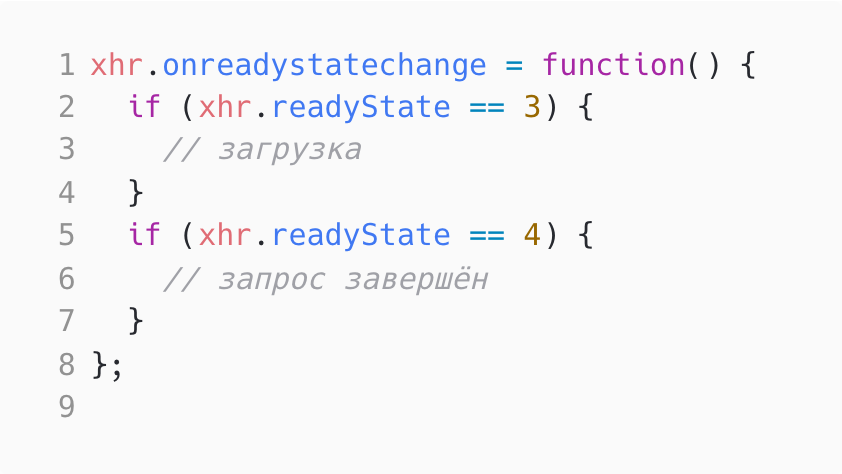 1 xhr.onreadystatechange = function() {
2   if (xhr.readyState == 3) {
3     // загрузка
4   }
5   if (xhr.readyState == 4) {
6     // запрос завершён
7   }
8 };
9